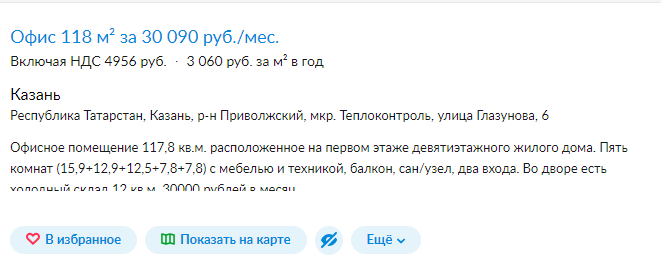 Офис 118 м² за 30 090 руб./мес.
Включая НДС 4956 руб. · 3 060 руб. за м² в год
Казань
Республика Татарстан, Казань, р-н Приволжский, мкр. Теплоконтроль, улица Глазунова, 6
Офисное помещение 117,8 кв.м. расположенное на первом этаже девятиэтажного жилого дома. Пять
комнат (15,9+12,9+12,5+7,8+7,8) с мебелью и техникой, балкон, сан/узел, два входа. Во дворе есть
холодный склад 12 кв.м. 30000 рублей в месяц
В избранное Показать на карте Ещё